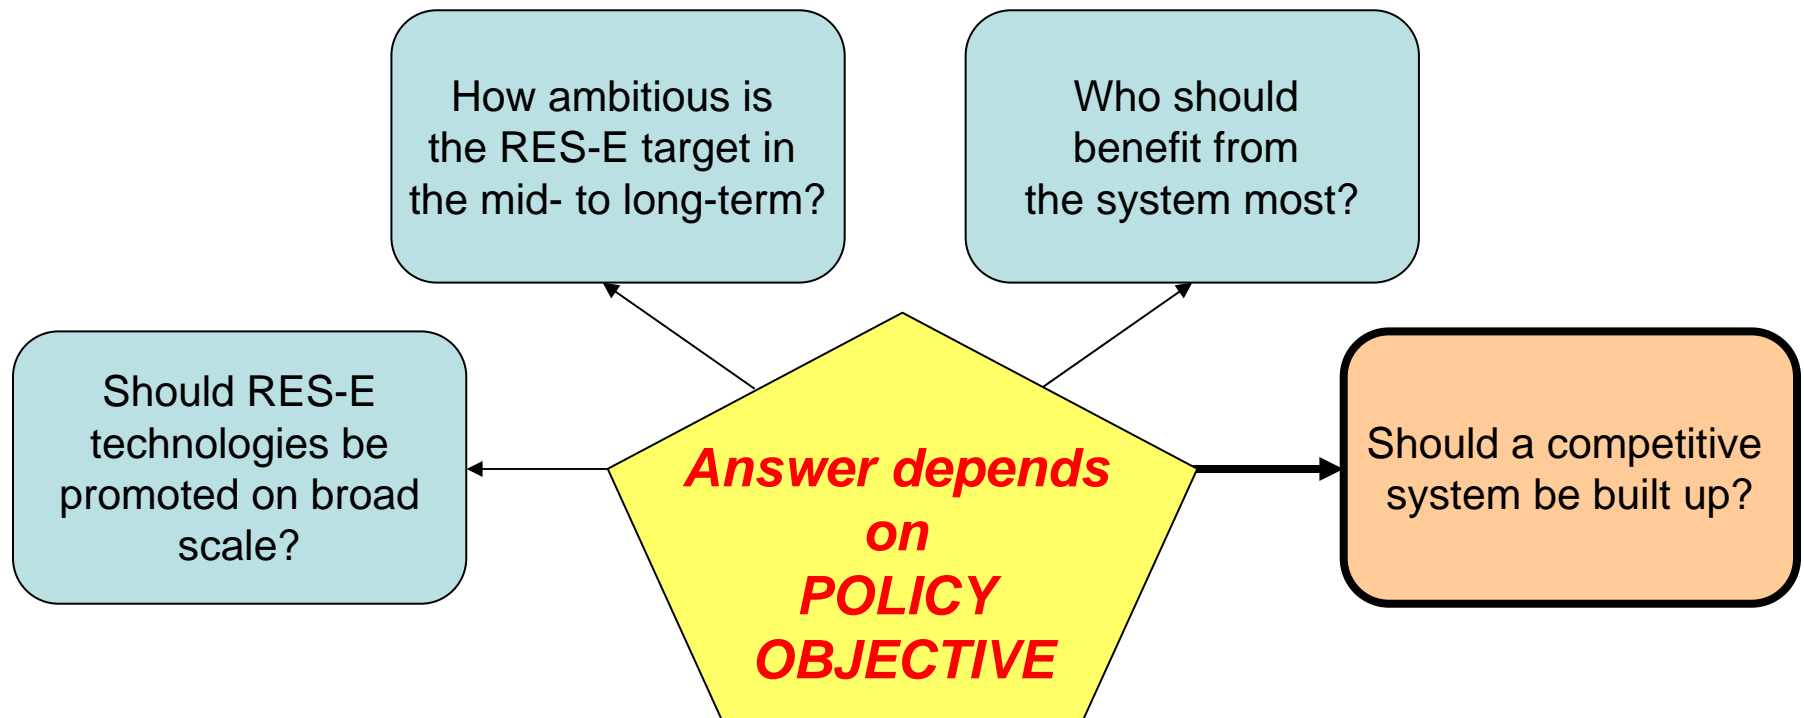 How ambitious is
the RES-E target in
the mid- to long-term?
Who should
benefit from
the system most?
Should RES-E
technologies be
promoted on broad
scale?
Answer depends
on
POLICY
OBJECTIVE
Should a competitive
system be built up?